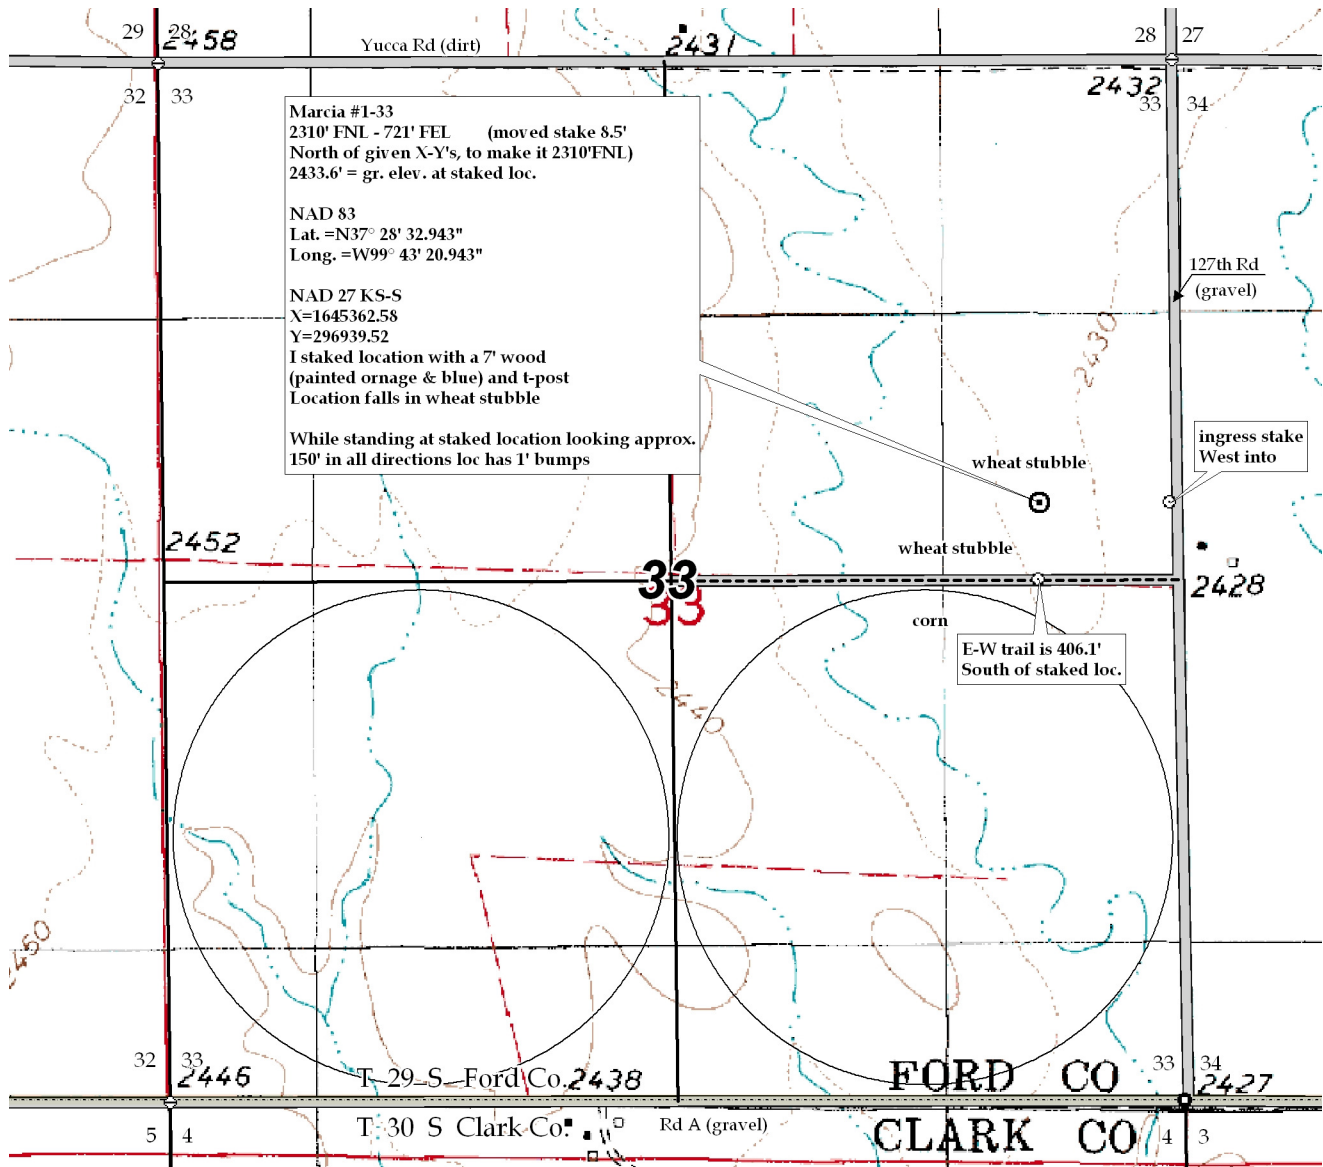 29 28
2458
Yucca Rd (dirt)
2431
28 27
32 33
2432
33 34
Marcia #1-33
2310' FNL - 721' FEL (moved stake 8.5'
North of given X-Y's, to make it 2310'FNL)
2433.6' = gr. elev. at staked loc.
NAD 83
Lat. =N37° 28' 32.943"
Long. =W99° 43' 20.943"
NAD 27 KS-S
X=1645362.58
Y=296939.52
I staked location with a 7' wood
(painted ornage & blue) and t-post
Location falls in wheat stubble
While standing at staked location looking approx.
150' in all directions loc has 1' bumps
127th Rd
(gravel)
2430
ingress stake
West into
wheat stubble
2452
wheat stubble
33
33
2428
corn
E-W trail is 406.1'
South of staked loc.
2440
2460
32 33
2446
T 29 S Ford Co.
2438
FORD CO
33 34
2427
T 30 S Clark Co.
Rd A (gravel)
CLARK CO
5 4
4 3